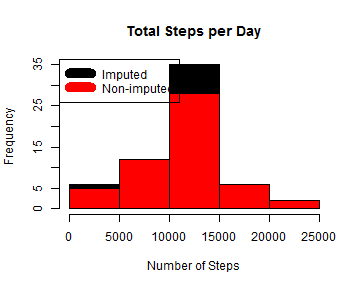 Total Steps per Day
Imputed
Non-imputed
Frequency
35
25
15
5
0
0 5000 10000 15000 20000 25000
Number of Steps